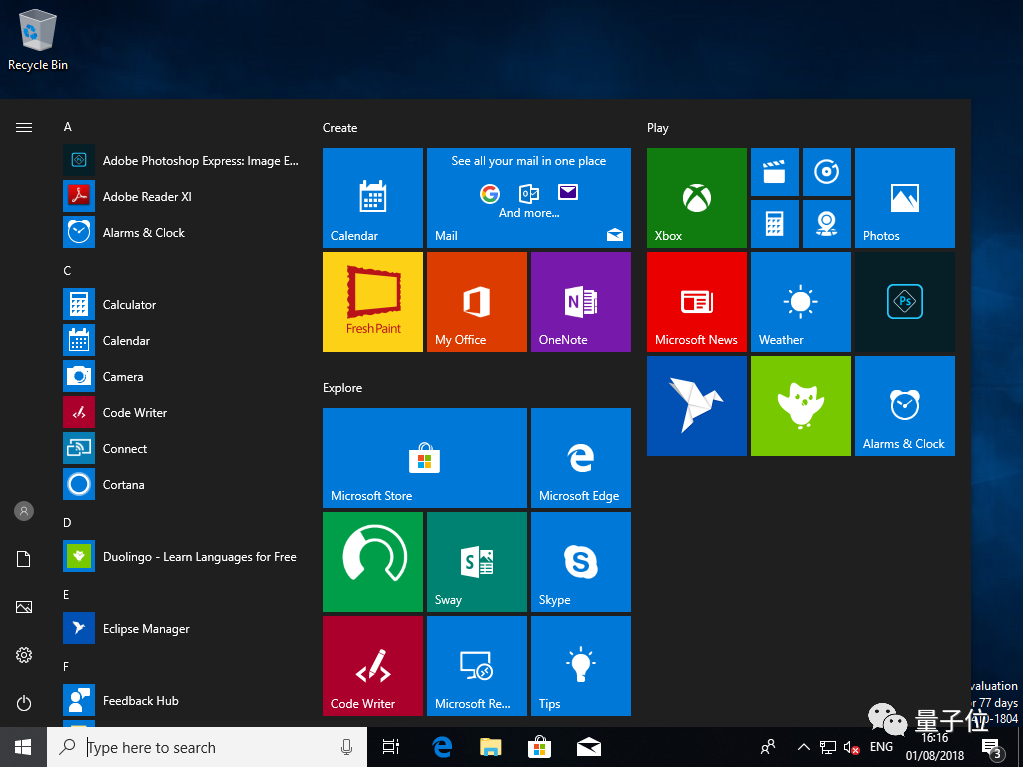 Recycle Bin
A
Adobe Photoshop Express: Image E...
Adobe Reader XI
Alarms & Clock
C
Calculator
Calendar
Camera
Code Writer
Connect
Cortana
D
Duolingo - Learn Languages for Free
E
Eclipse Manager
F
Feedback Hub
Create
Calendar
See all your mail in one place
And more...
Mail
Fresh Paint
My Office
N
OneNote
Explore
Microsoft Store
Microsoft Edge
S
Sway
S
Skype
Code Writer
Microsoft Re...
Tips
Play
Xbox
Photos
Microsoft News
Weather
Ps
Alarms & Clock
valuation
77 days
-1804
量子位
Type here to search
ENG
16:16
01/08/2018
3